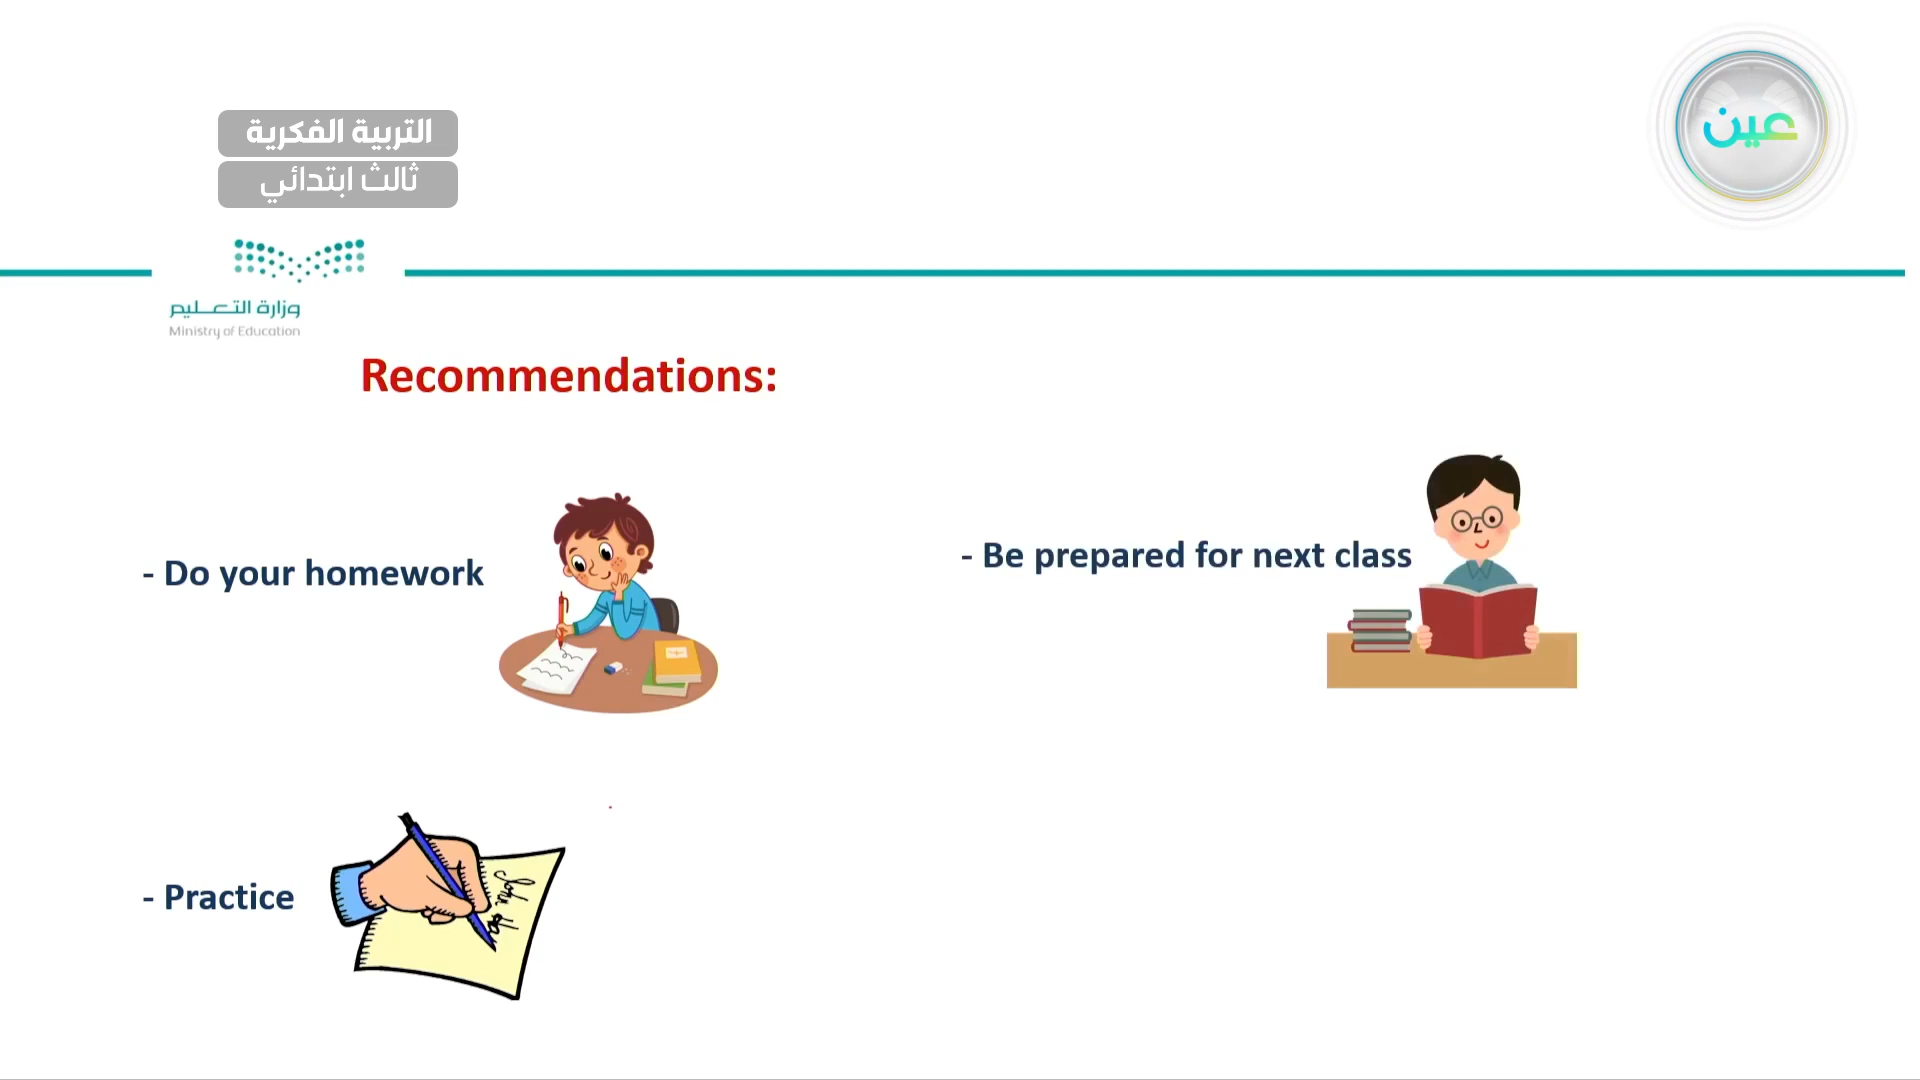 التربية الفكرية
ثالث ابتدائي
عين
وزارة التعليم
Ministry of Education
Recommendations:
- Do your homework
- Be prepared for next class
- Practice